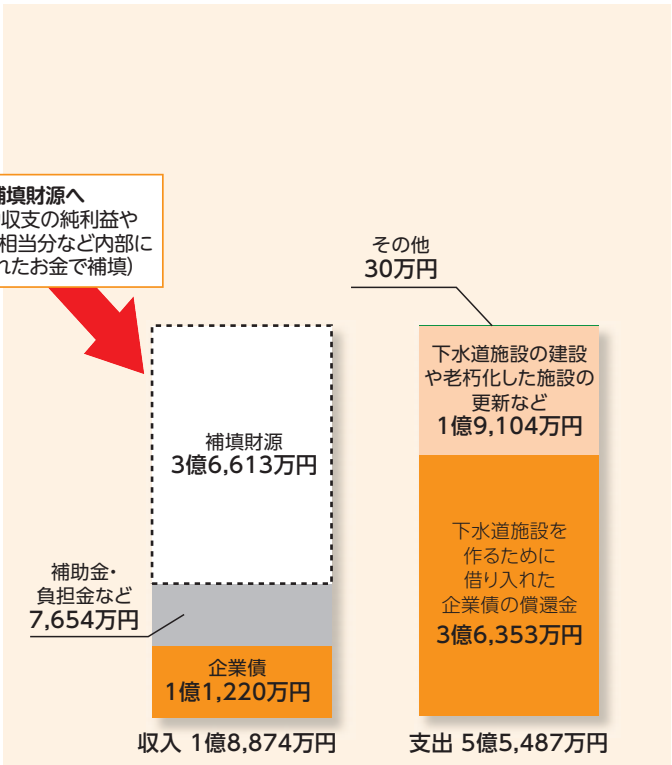 補填財源へ
収支の純利益や
相当分など内部に
れたお金で補填)
その他
30万円
補填財源
3億6,613万円
補助金・
負担金など
7,654万円
企業債
1億1,220万円
収入 1億8,874万円
下水道施設の建設
や老朽化した施設の
更新など
1億9,104万円
下水道施設を
作るために
借り入れた
企業債の償還金
3億6,353万円
支出 5億5,487万円